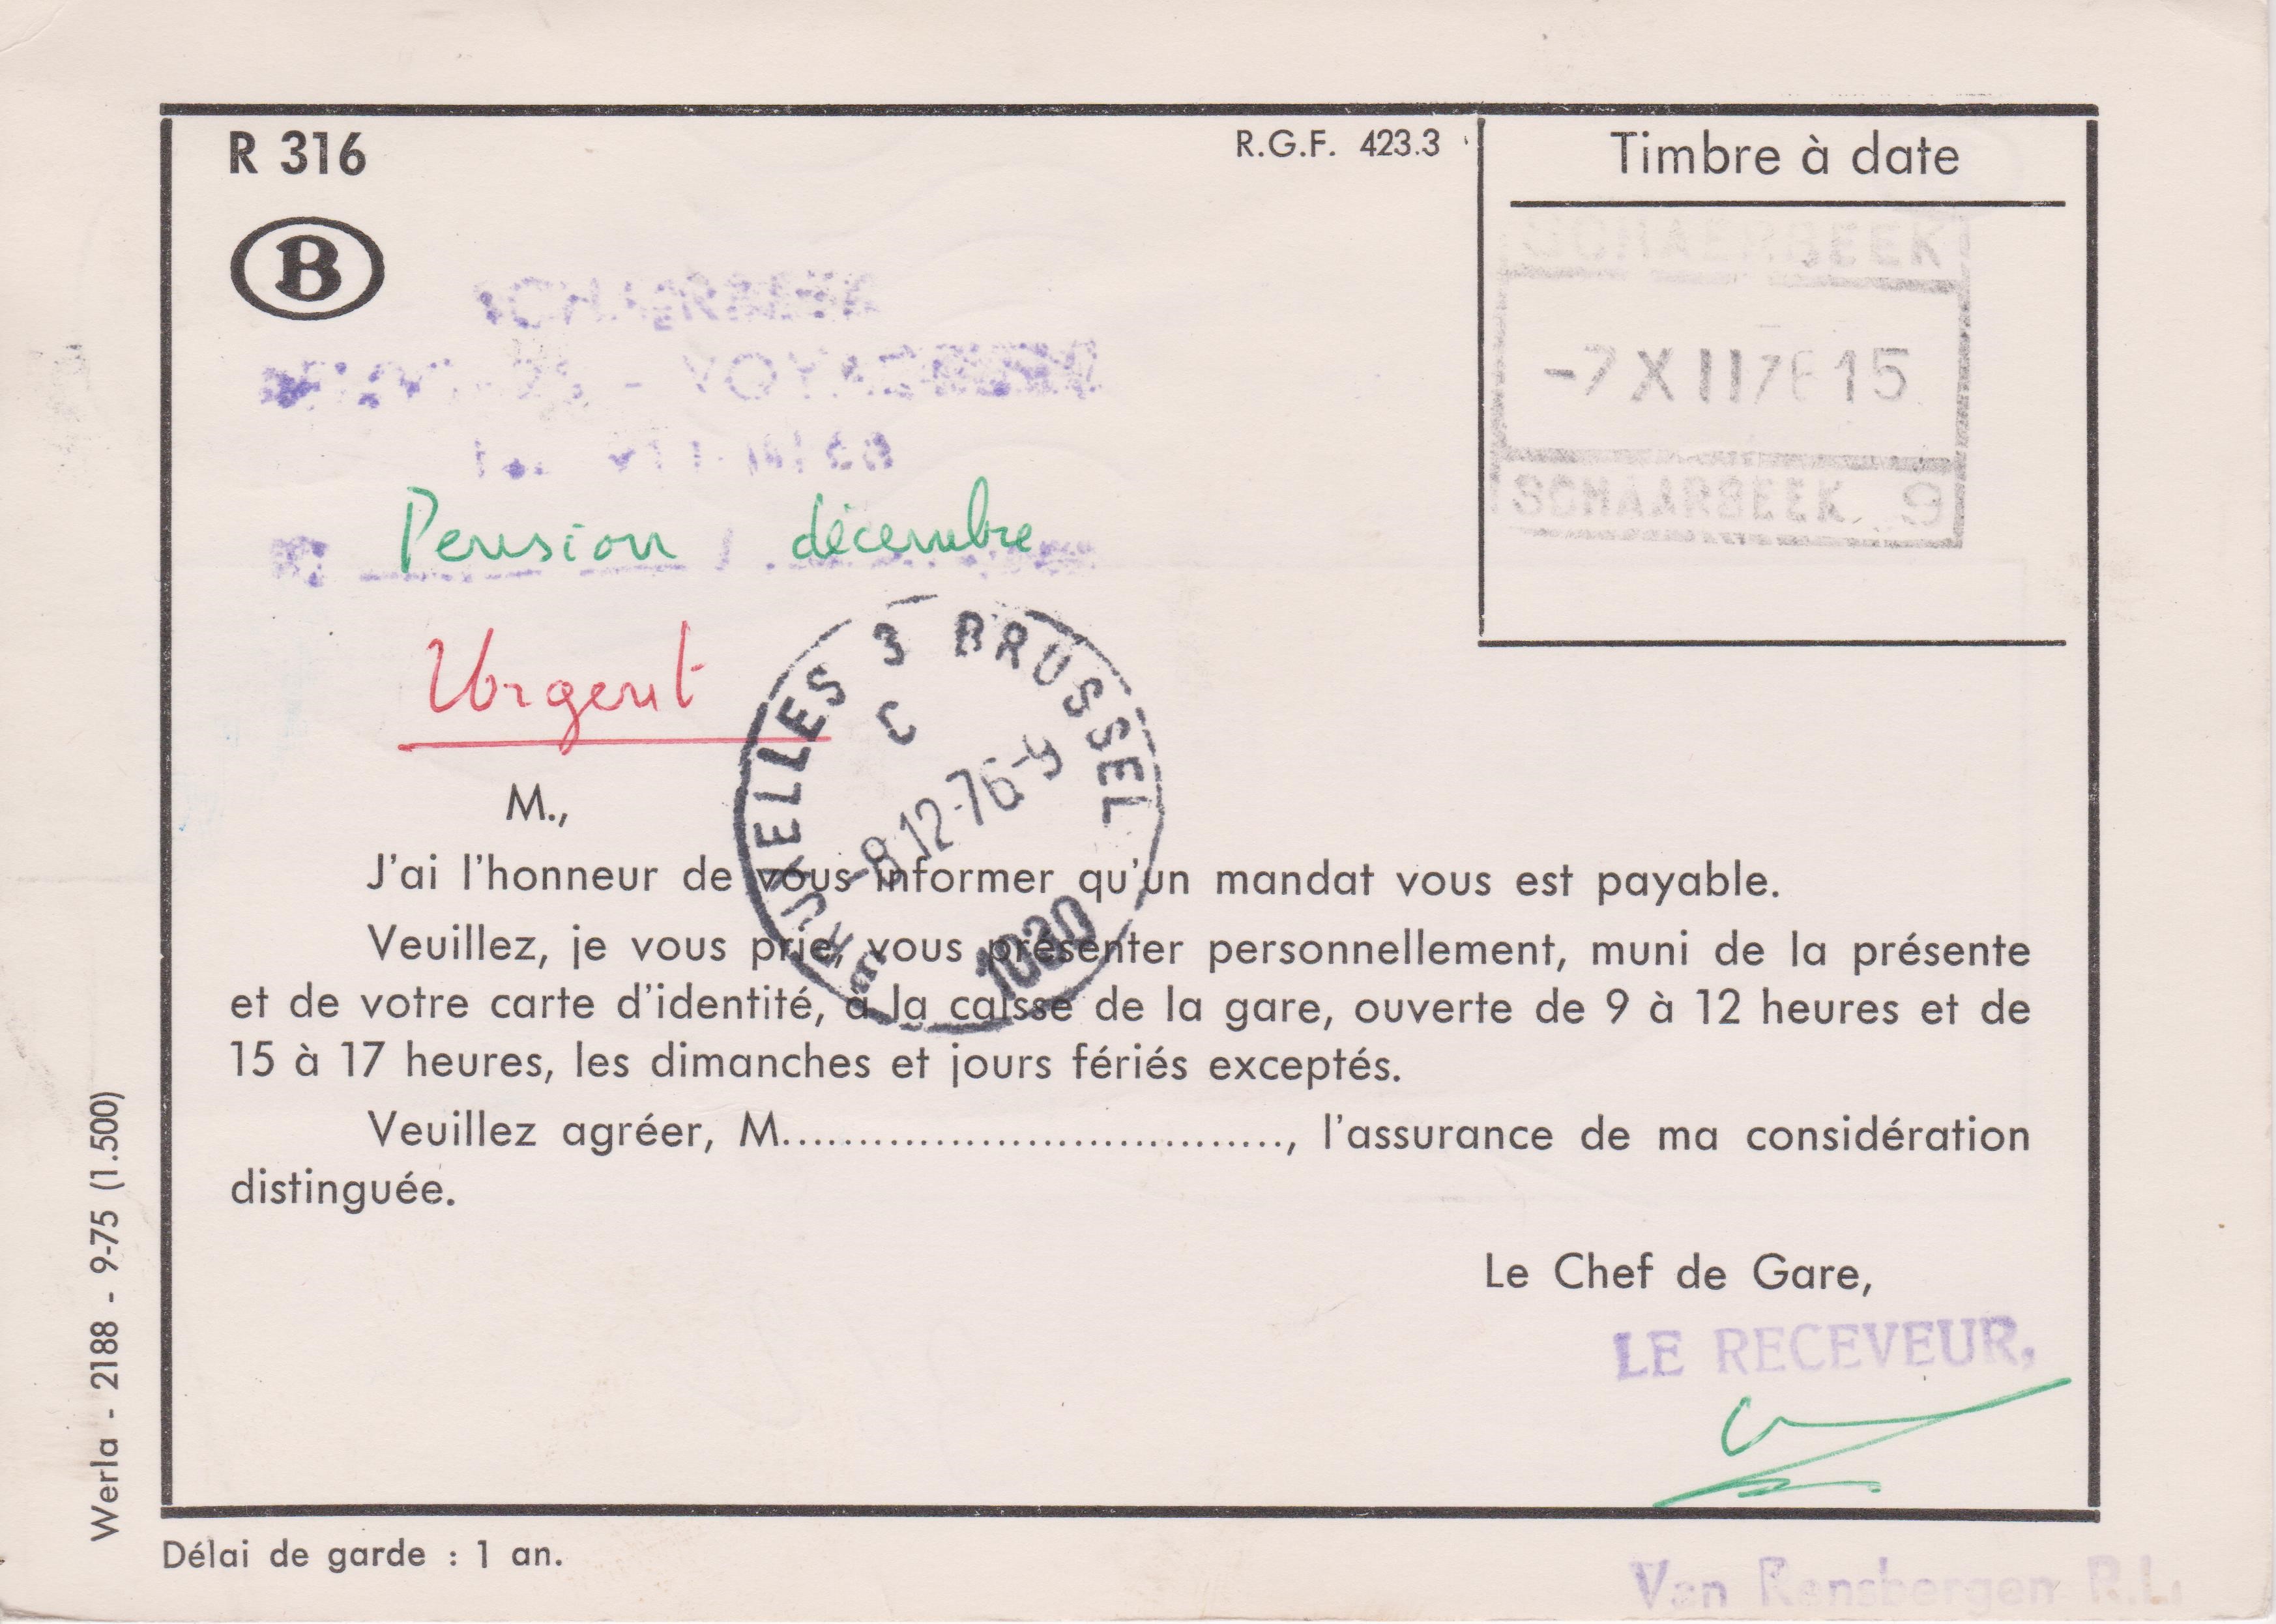 R 316
R.G.F. 423.3
Timbre à date
B
SCHAERBEEK
SCHAERBEEK
-7 XII 76 15
VOYAGEURS
SCHAARBEEK 9
Pension décembre
Urgent
BRUXELLES 3 BRUSSEL
C
-8 12-76-9
1030
M.,
J'ai l'honneur de vous informer qu'un mandat vous est payable.
Veuillez, je vous prie, vous présenter personnellement, muni de la présente
et de votre carte d'identité, à la caisse de la gare, ouverte de 9 à 12 heures et de
15 à 17 heures, les dimanches et jours fériés exceptés.
Veuillez agréer, M................................., l'assurance de ma considération
distinguée.
Le Chef de Gare,
LE RECEVEUR,
Werla - 2188 - 9-75 (1.500)
Délai de garde : 1 an.
Van Rensbergen R.L.